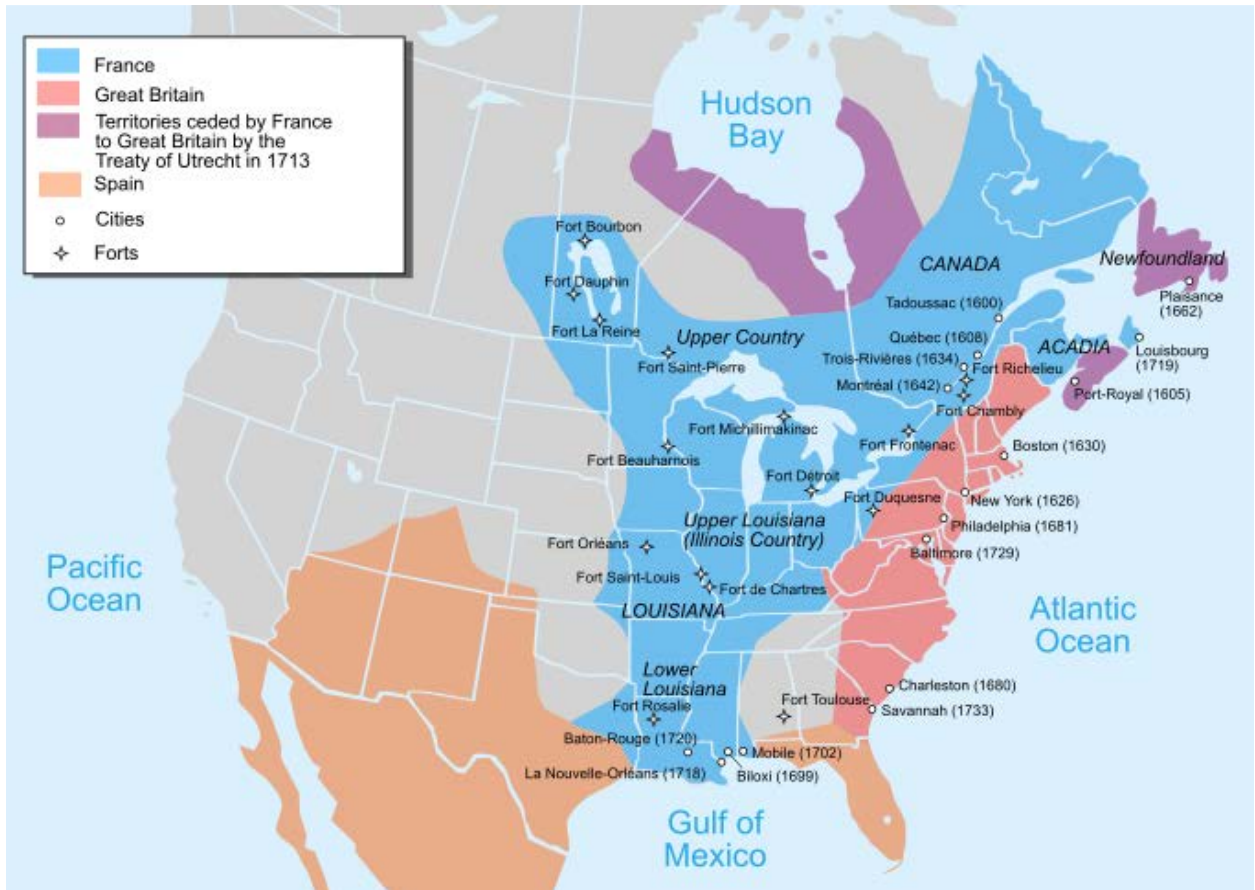 France
Great Britain
Territories ceded by France
to Great Britain by the
Treaty of Utrecht in 1713
Spain
Cities
Forts
Hudson
Bay
Fort Bourbon
Fort Dauphin
Fort La Reine
CANADA
Newfoundland
Plaisance
(1662)
Tadoussac (1600)
Upper Country
Québec (1608)
ACADIA
Louisbourg
(1719)
Trois-Rivières (1634)
Fort Richelieu
Fort Saint-Pierre
Montréal (1642)
Port-Royal (1605)
Fort Chambly
Fort Michillimakinac
Fort Frontenac
Boston (1630)
Fort Beauharnois
Fort Détroit
Fort Duquesne
New York (1626)
Upper Louisiana
(Illinois Country)
Philadelphia (1681)
Fort Orléans
Baltimore (1729)
Pacific
Ocean
Fort Saint-Louis
Fort de Chartres
LOUISIANA
Atlantic
Ocean
Lower
Louisiana
Charleston (1680)
Fort Toulouse
Fort Rosalie
Savannah (1733)
Baton-Rouge (1720)
Mobile (1702)
La Nouvelle-Orléans (1718)
Biloxi (1699)
Gulf of
Mexico